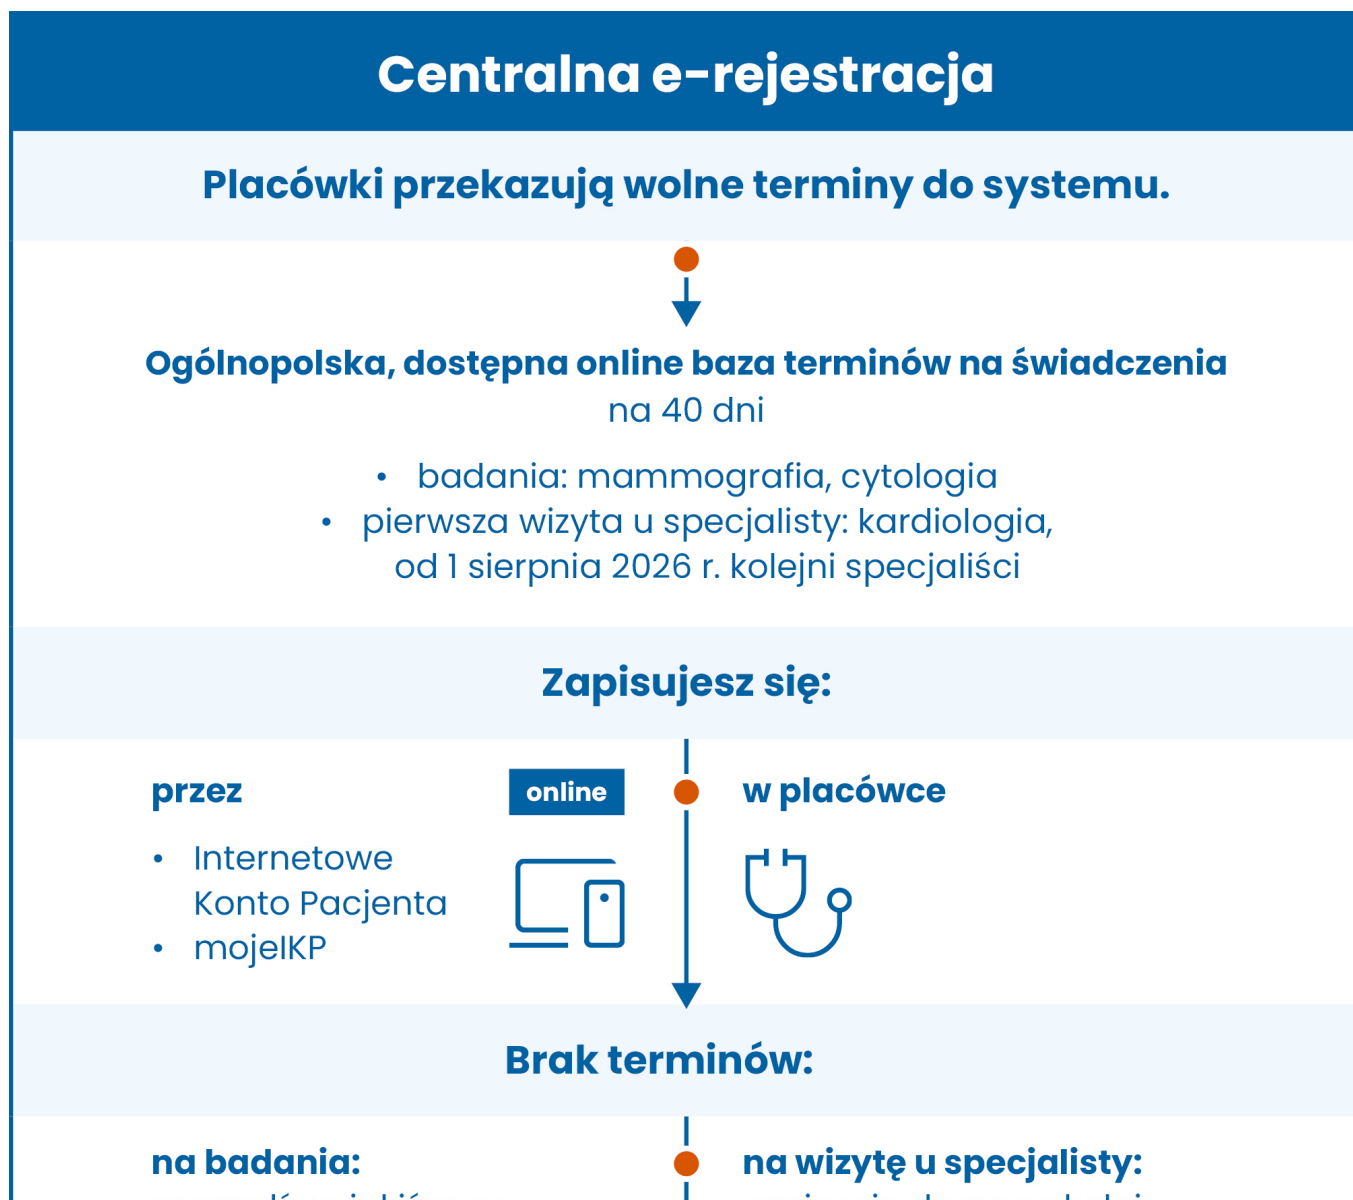 Centralna e-rejestracja
Placówki przekazują wolne terminy do systemu.
Ogólnopolska, dostępna online baza terminów na świadczenia
na 40 dni
• badania: mammografia, cytologia
• pierwsza wizyta u specjalisty: kardiologia,
od 1 sierpnia 2026 r. kolejni specjaliści
Zapisujesz się:
przez
online
• Internetowe
Konto Pacjenta
• mojeIKP
w placówce
Brak terminów:
na badania:
na wizytę u specjalisty: